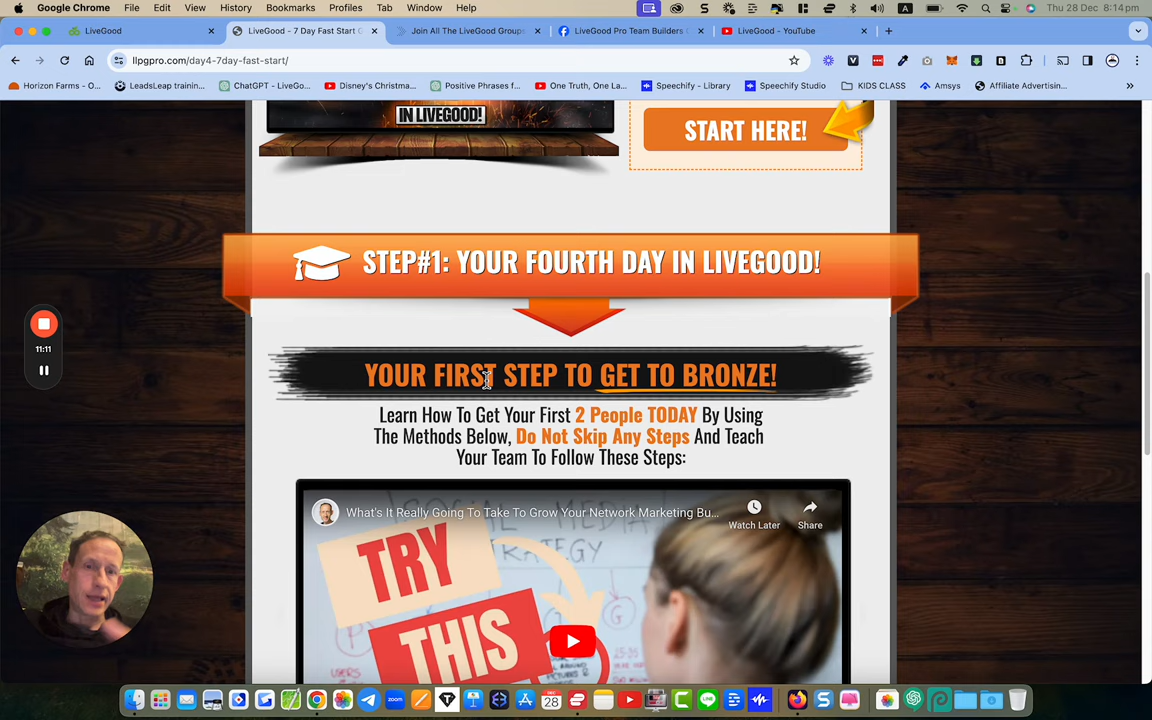 Google Chrome File Edit View History Bookmarks Profiles Tab Window Help Thu 28 Dec 8:14pm
LiveGood LiveGood - 7 Day Fast Start Join All The LiveGood Groups LiveGood Pro Team Builders LiveGood - YouTube
llpgpro.com/day4-7day-fast-start/
Horizon Farms - O... LeadsLeap trainin... ChatGPT - LiveGo... Disney's Christma... Positive Phrases f... One Truth, One La... Speechify - Library Speechify Studio KIDS CLASS Amsys Affiliate Advertisin...
IN LIVEGOOD!
START HERE!
STEP#1: YOUR FOURTH DAY IN LIVEGOOD!
YOUR FIRST STEP TO GET TO BRONZE!
Learn How To Get Your First 2 People TODAY By Using
The Methods Below, Do Not Skip Any Steps And Teach
Your Team To Follow These Steps:
What's It Really Going To Take To Grow Your Network Marketing Bu...
Watch Later Share
SOCIAL MEDIA
STRATEGY
TRY
THIS
11:11